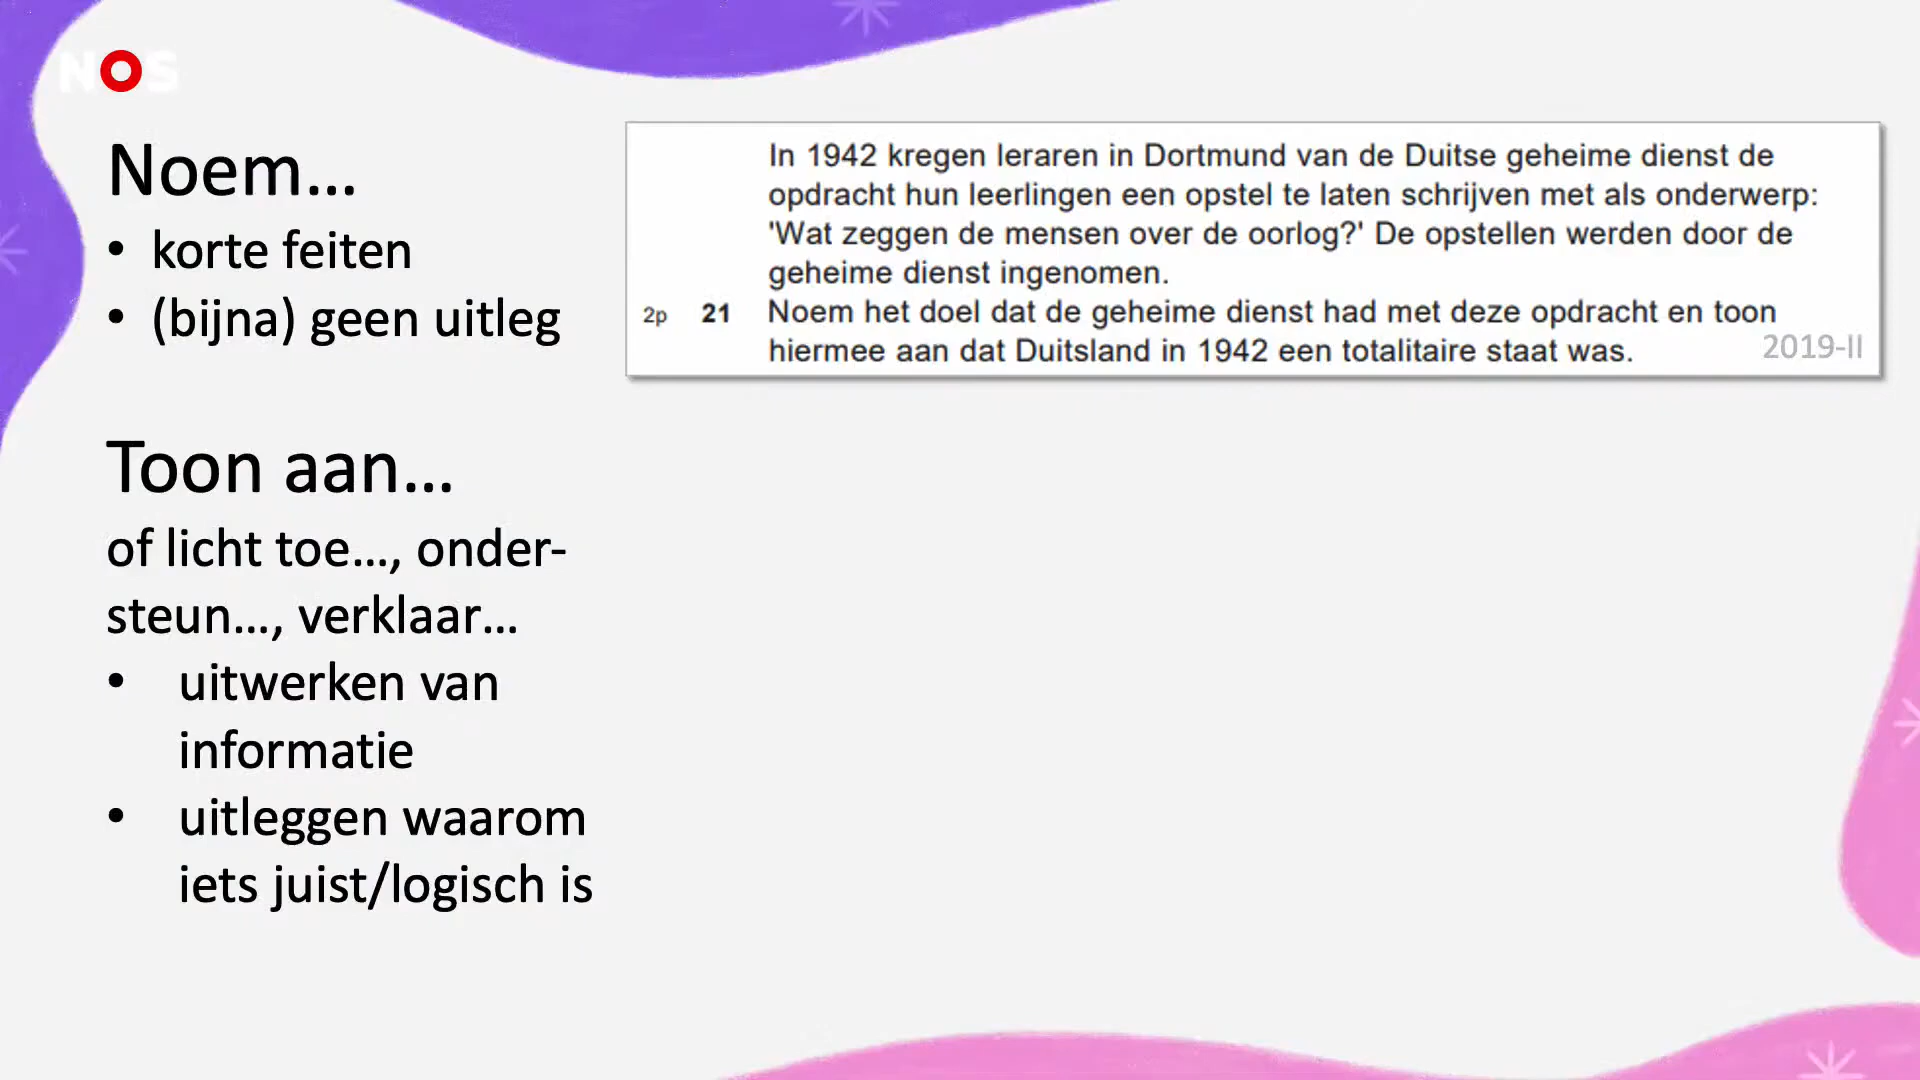 NOS
Noem...
• korte feiten
• (bijna) geen uitleg
Toon aan...
of licht toe..., onder-
steun..., verklaar...
• uitwerken van
informatie
• uitleggen waarom
iets juist/logisch is
In 1942 kregen leraren in Dortmund van de Duitse geheime dienst de
opdracht hun leerlingen een opstel te laten schrijven met als onderwerp:
'Wat zeggen de mensen over de oorlog?' De opstellen werden door de
geheime dienst ingenomen.
2p 21 Noem het doel dat de geheime dienst had met deze opdracht en toon
hiermee aan dat Duitsland in 1942 een totalitaire staat was.
2019-II